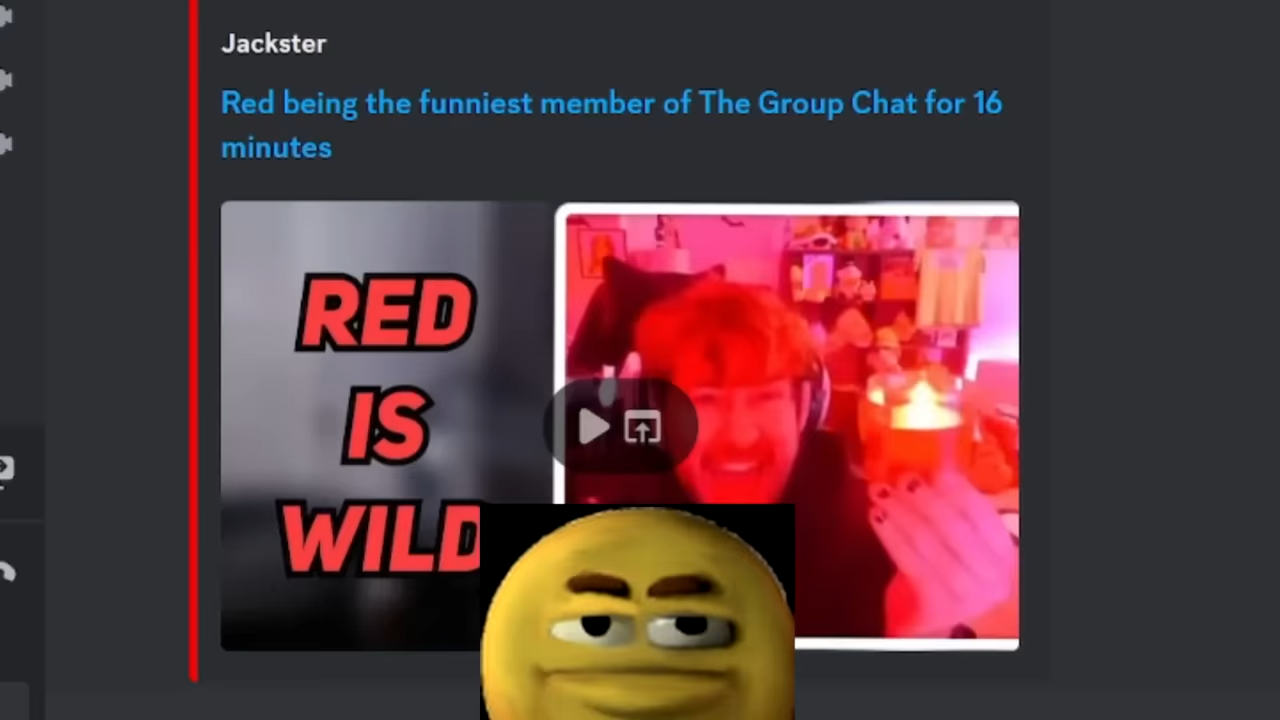 Jackster
Red being the funniest member of The Group Chat for 16
minutes
RED
IS
WILD